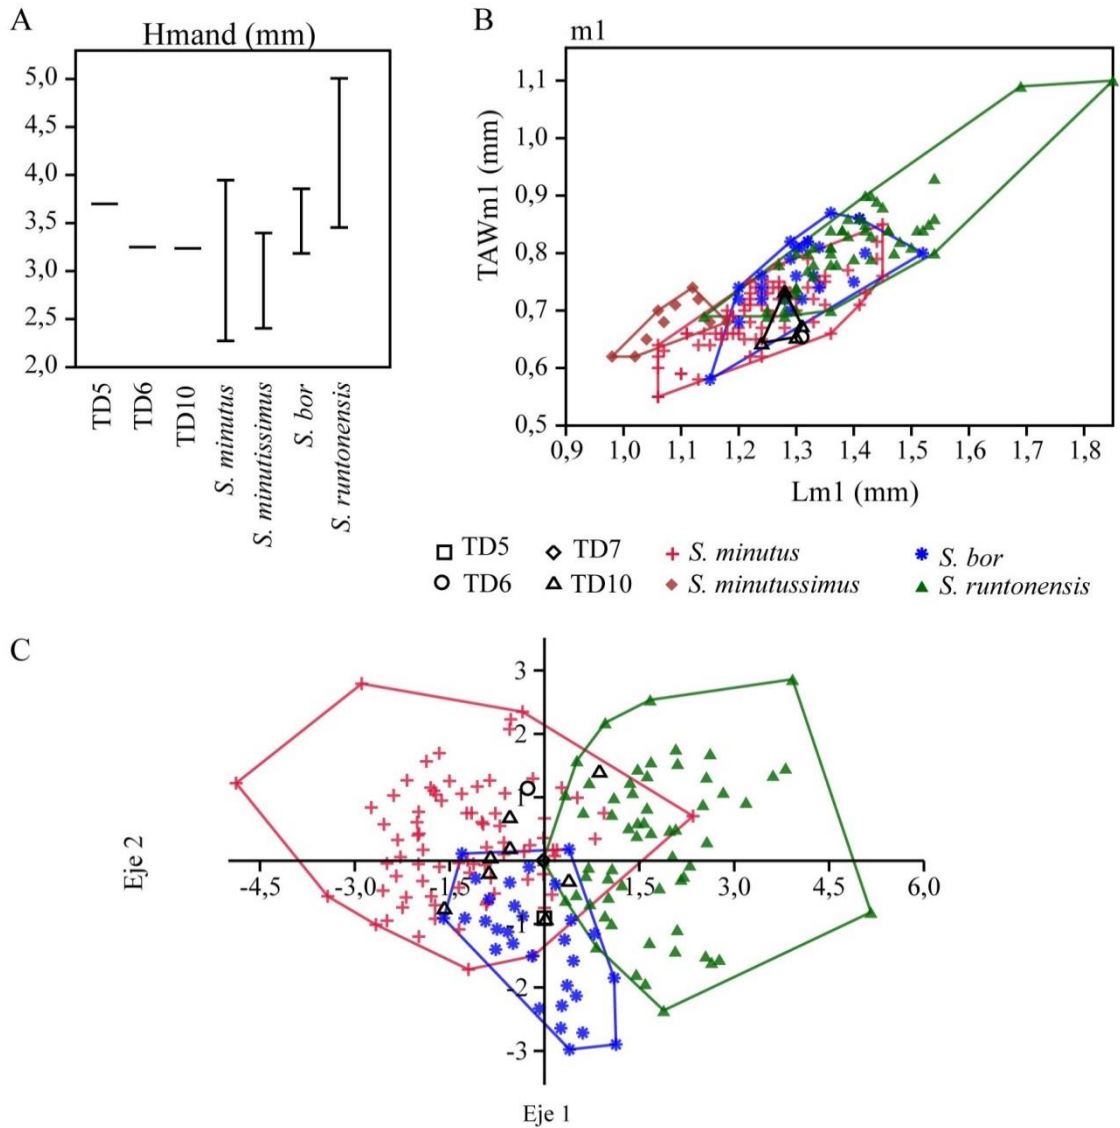 A
Hmand (mm)
5,0
4,5
4,0
3,5
3,0
2,5
2,0
TD5
TD6
TD10
S. minutus
S. minutissimus
S. bor
S. runtonensis
B
m1
TAWm1 (mm)
1,1
1,0
0,9
0,8
0,7
0,6
0,5
0,9 1,0 1,1 1,2 1,3 1,4 1,5 1,6 1,7 1,8
Lm1 (mm)
TD5 TD7 S. minutus S. bor
TD6 TD10 S. minutussimus S. runtonensis
C
Eje 2
3
2
1
-4,5 -3,0 -1,5 1,5 3,0 4,5 6,0
-1
-2
-3
Eje 1